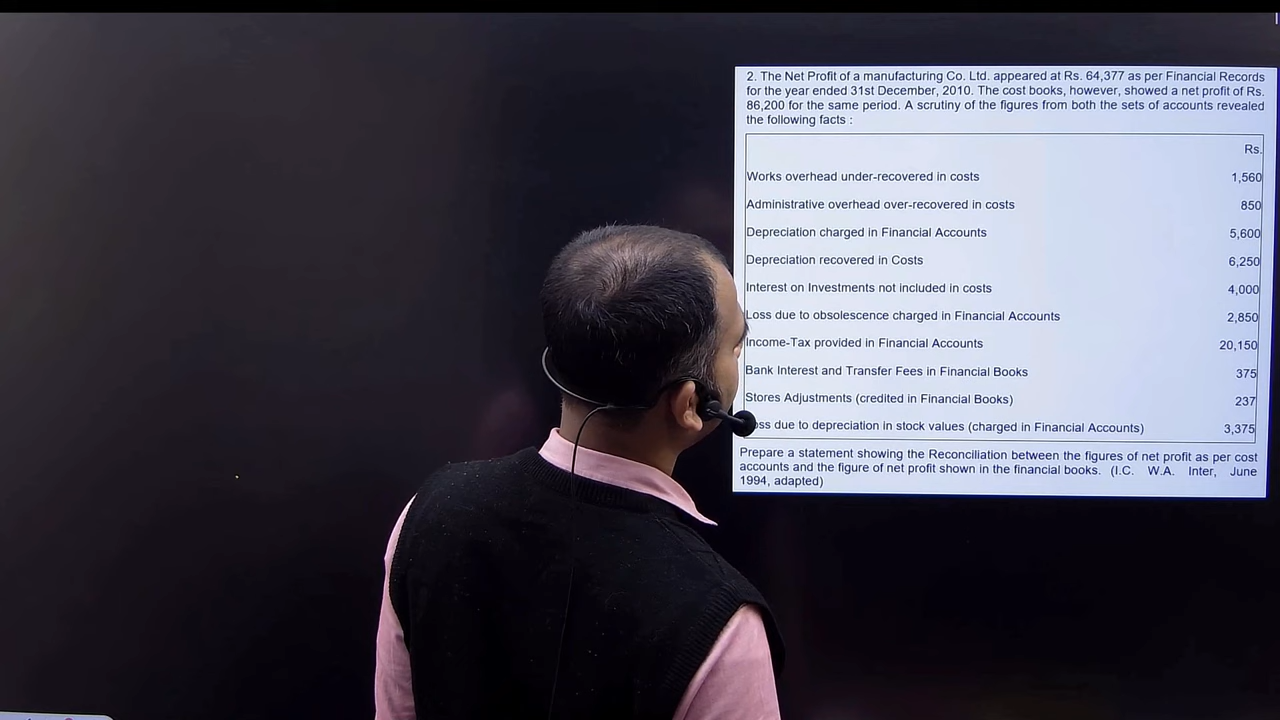 2. The Net Profit of a manufacturing Co. Ltd. appeared at Rs. 64,377 as per Financial Records
for the year ended 31st December, 2010. The cost books, however, showed a net profit of Rs.
86,200 for the same period. A scrutiny of the figures from both the sets of accounts revealed
the following facts :
Rs.
Works overhead under-recovered in costs 1,560
Administrative overhead over-recovered in costs 850
Depreciation charged in Financial Accounts 5,600
Depreciation recovered in Costs 6,250
Interest on Investments not included in costs 4,000
Loss due to obsolescence charged in Financial Accounts 2,850
Income-Tax provided in Financial Accounts 20,150
Bank Interest and Transfer Fees in Financial Books 375
Stores Adjustments (credited in Financial Books) 237
due to depreciation in stock values (charged in Financial Accounts) 3,375
Prepare a statement showing the Reconciliation between the figures of net profit as per cost
accounts and the figure of net profit shown in the financial books. (I.C. W.A. Inter, June
1994, adapted)